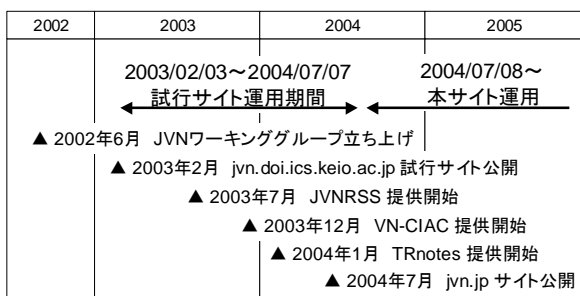 2002 2003 2004 2005
2003/02/03～2004/07/07 2004/07/08～
試行サイト運用期間 本サイト運用
▲ 2002年6月 JVNワーキンググループ立ち上げ
▲ 2003年2月 jvn.doi.ics.keio.ac.jp 試行サイト公開
▲ 2003年7月 JVNRSS 提供開始
▲ 2003年12月 VN-CIAC 提供開始
▲ 2004年1月 TRnotes 提供開始
▲ 2004年7月 jvn.jp サイト公開